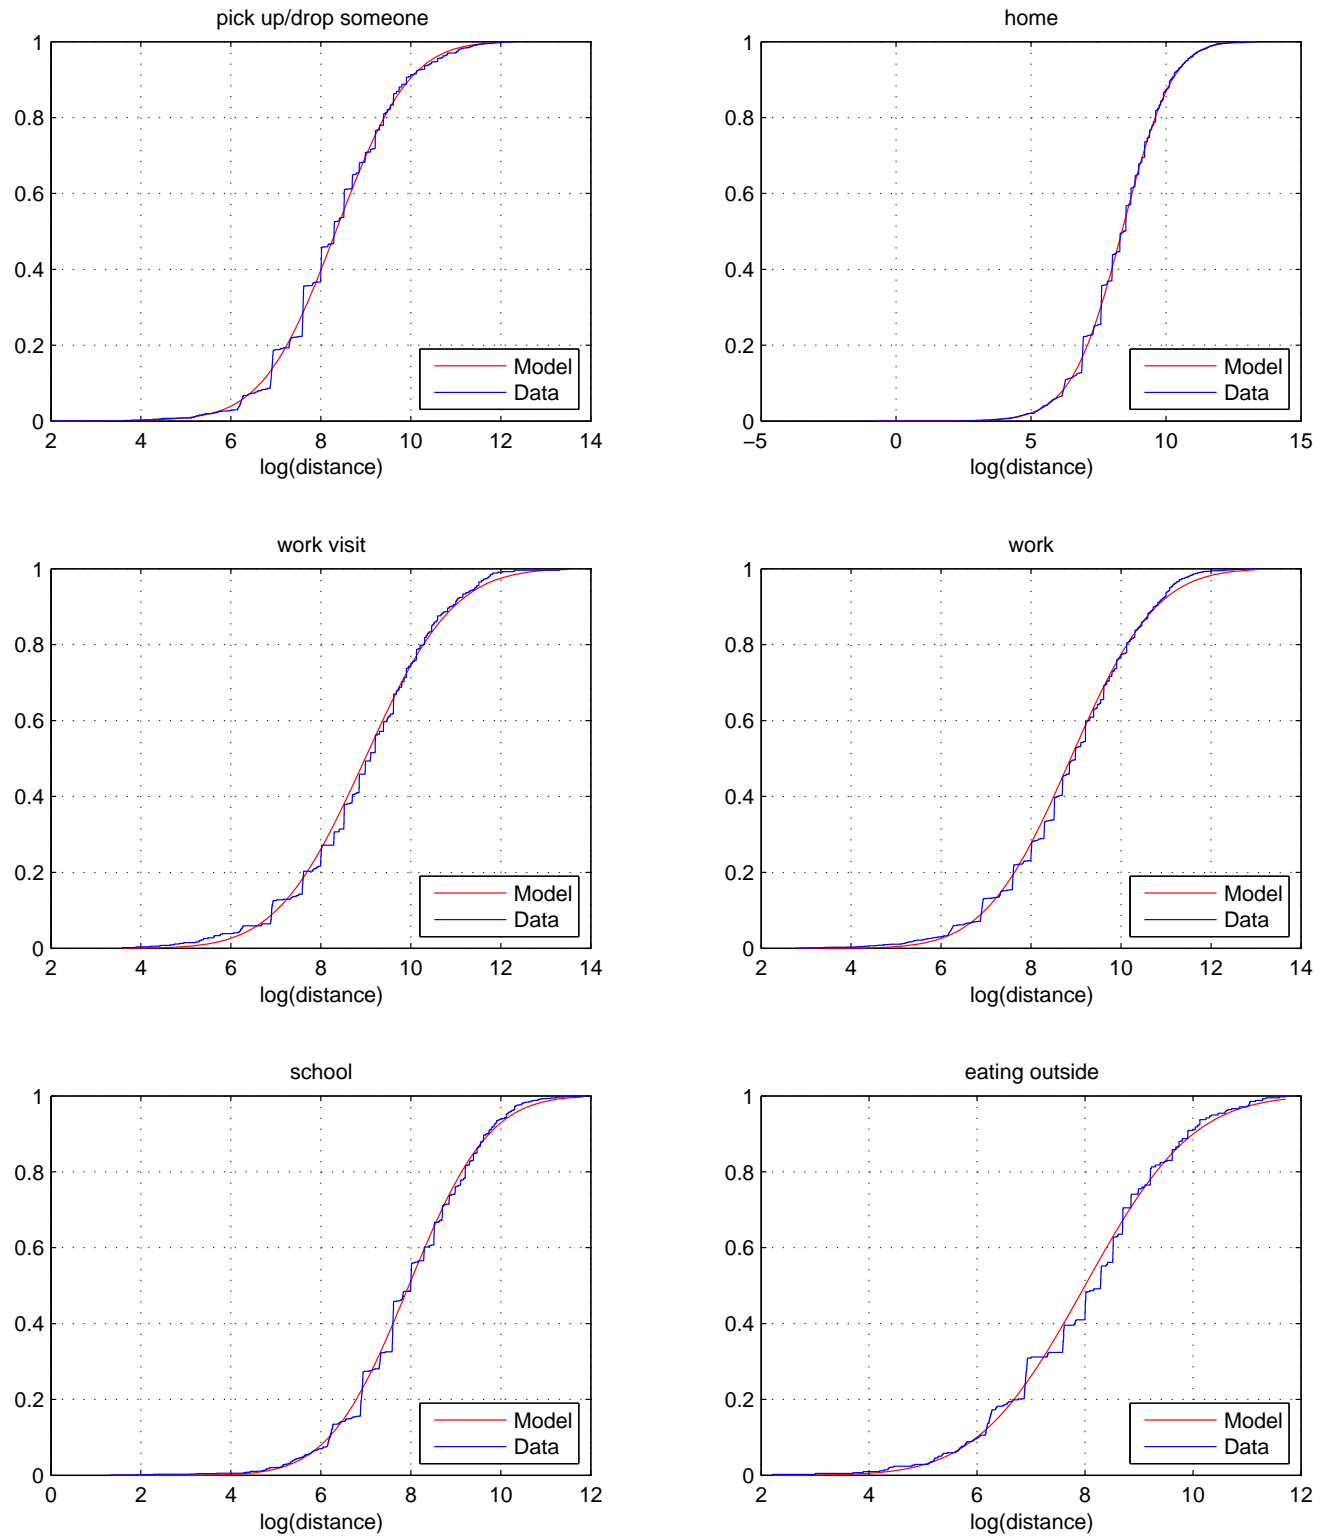 pick up/drop someone
1
0.8
0.6
0.4
0.2
0
2 4 6 8 10 12 14
log(distance)
Model
Data
home
1
0.8
0.6
0.4
0.2
0
−5 0 5 10 15
log(distance)
Model
Data
work visit
1
0.8
0.6
0.4
0.2
0
2 4 6 8 10 12 14
log(distance)
Model
Data
work
1
0.8
0.6
0.4
0.2
0
2 4 6 8 10 12 14
log(distance)
Model
Data
school
1
0.8
0.6
0.4
0.2
0
0 2 4 6 8 10 12
log(distance)
Model
Data
eating outside
1
0.8
0.6
0.4
0.2
0
2 4 6 8 10 12
log(distance)
Model
Data